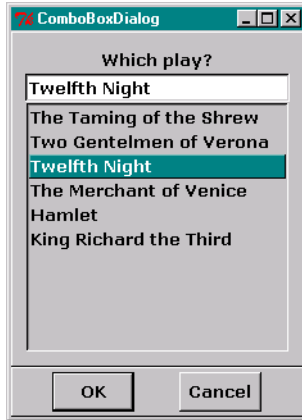 ComboBoxDialog
Which play?
Twelfth Night
The Taming of the Shrew
Two Gentelmen of Verona
Twelfth Night
The Merchant of Venice
Hamlet
King Richard the Third
OK
Cancel